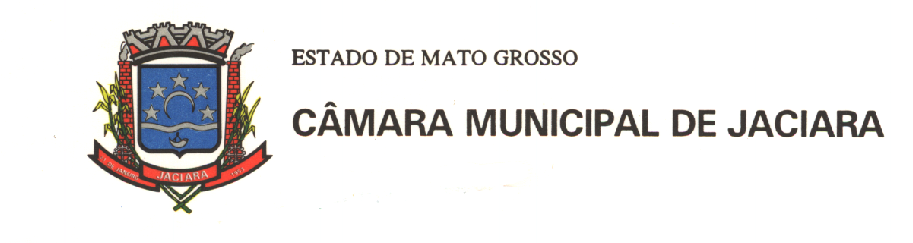 ESTADO DE MATO GROSSO
CÂMARA MUNICIPAL DE JACIARA
JACIARA